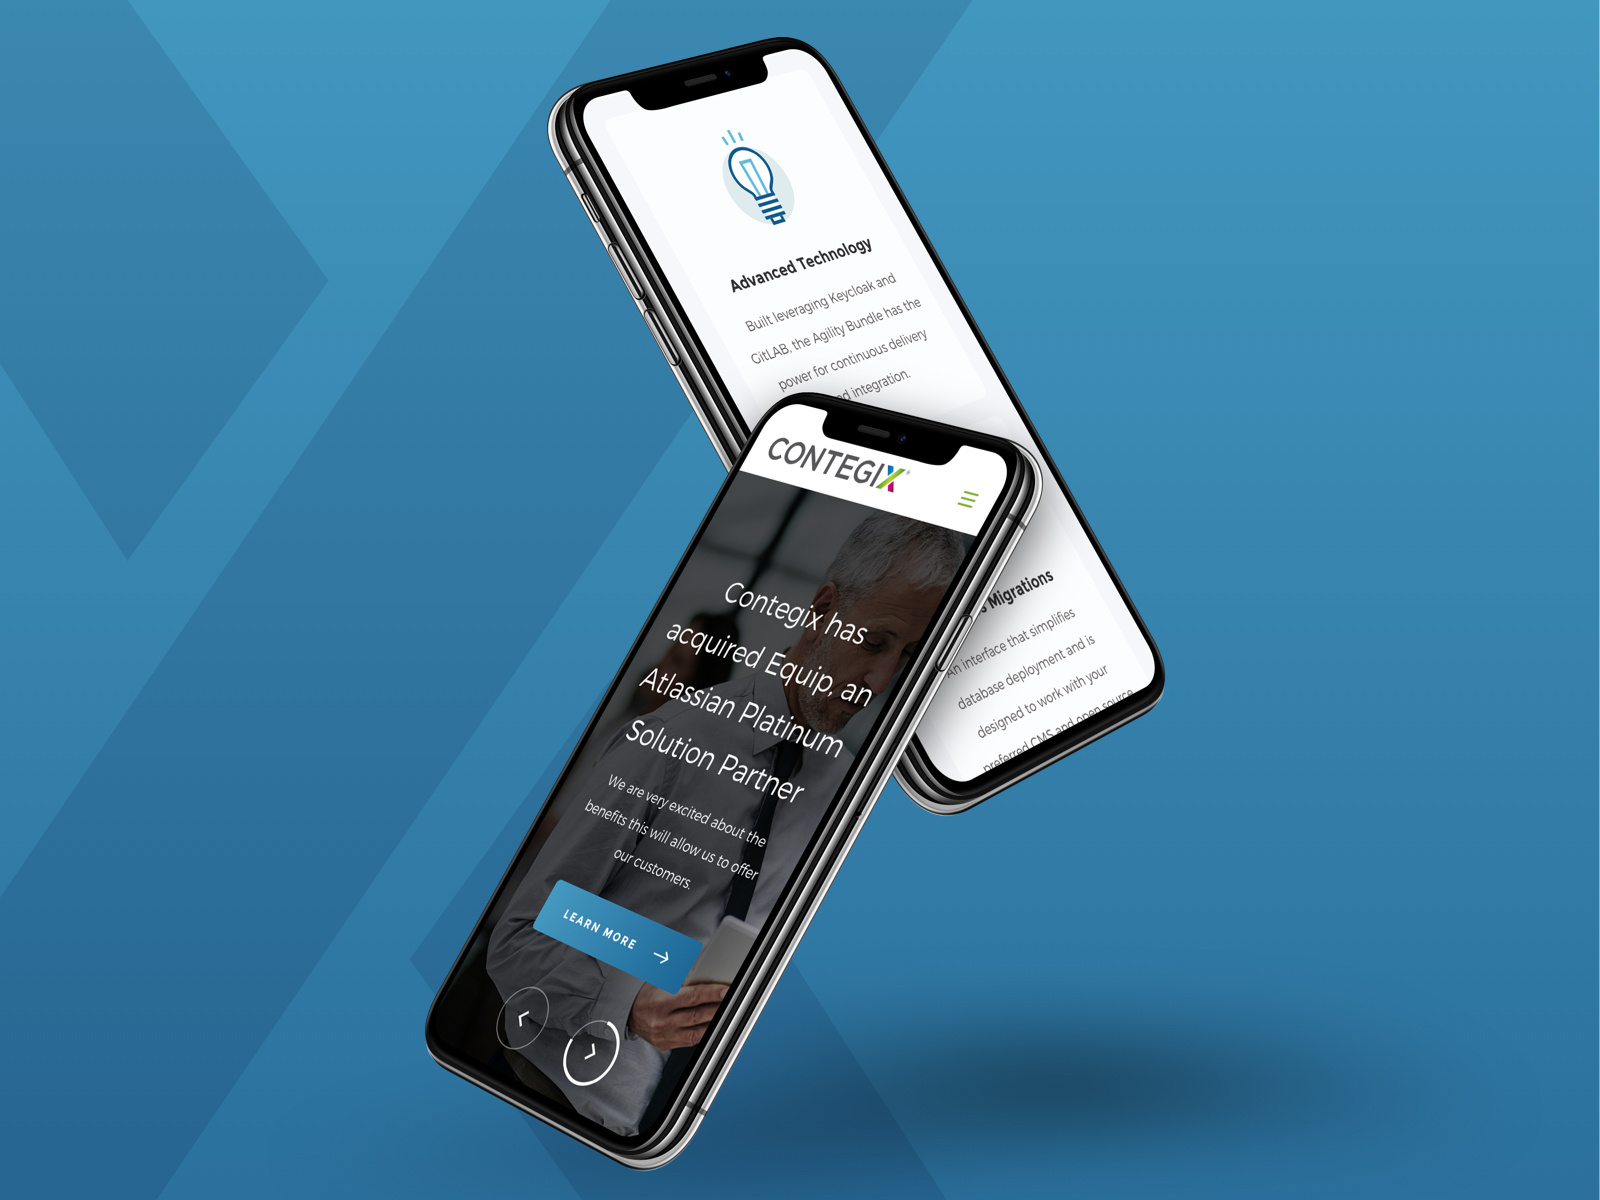 Advanced Technology
Built leveraging Keycloak and
GitLAB, the Agility Bundle has the
power for continuous delivery
integration.
Migrations
An interface that simplifies
database deployment and is
designed to work with your
preferred CMS and open source
CONTEGIX
Contegix has
acquired Equip, an
Atlassian Platinum
Solution Partner
We are very excited about the
benefits this will allow us to offer
our customers.
LEARN MORE